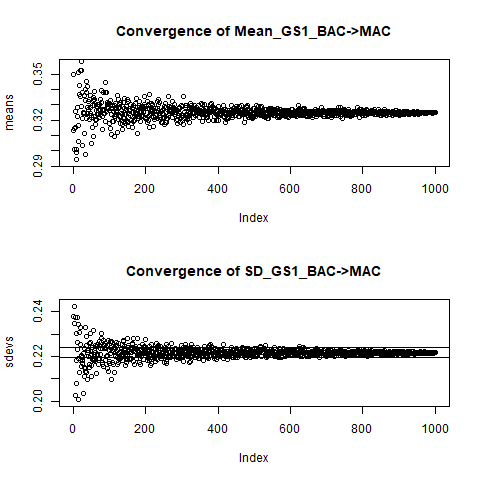 Convergence of Mean_GS1_BAC->MAC
means
0.35
0.32
0.29
0 200 400 600 800 1000
Index
Convergence of SD_GS1_BAC->MAC
sdevs
0.24
0.22
0.20
0 200 400 600 800 1000
Index